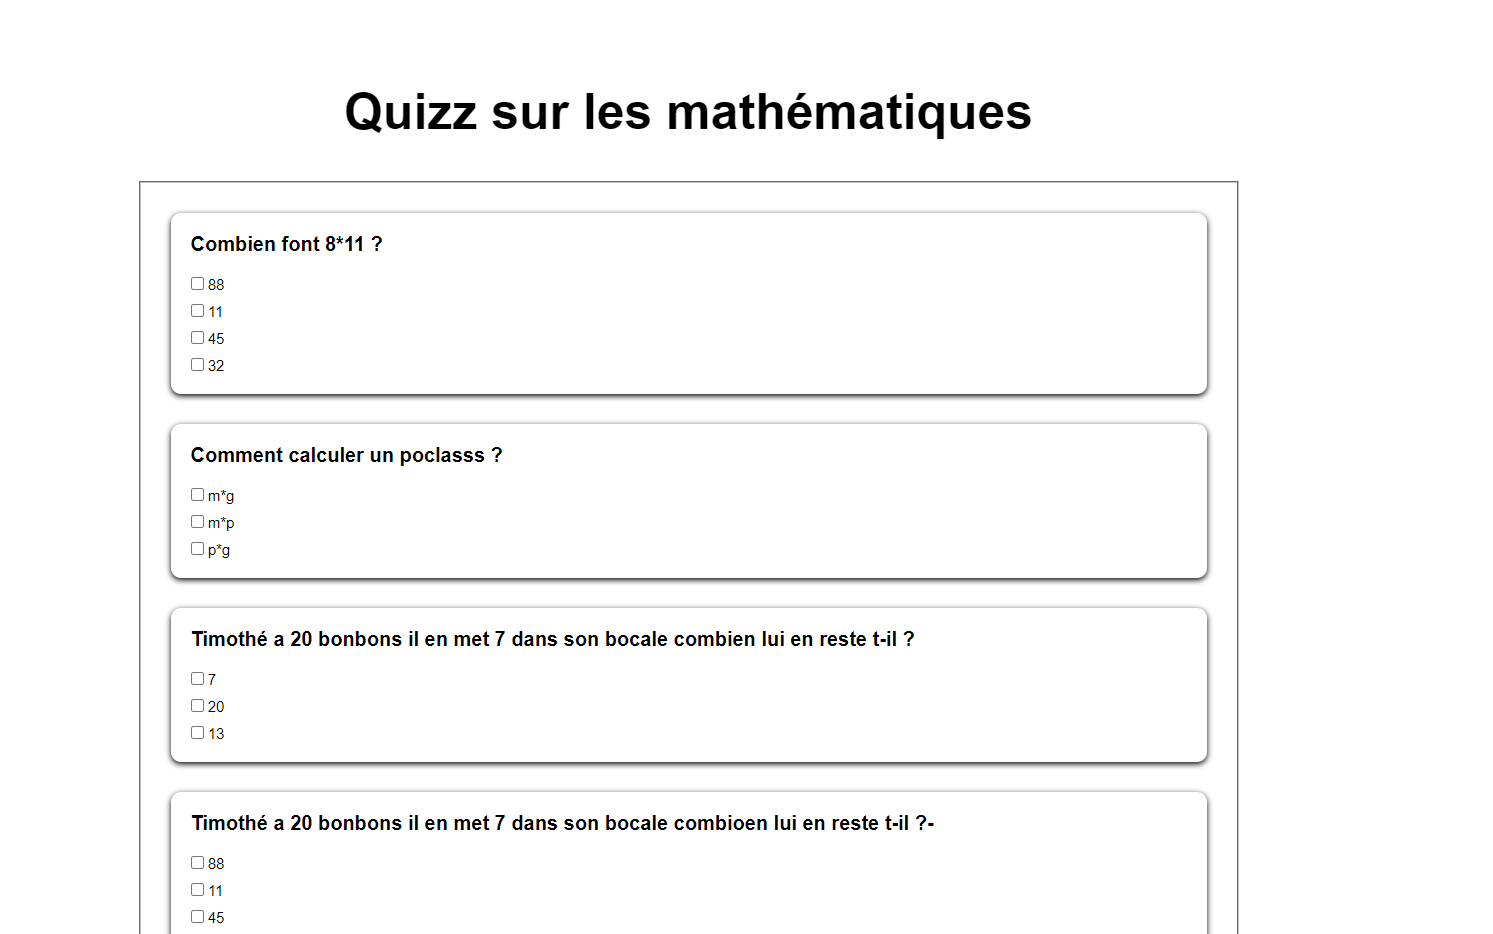 Quizz sur les mathématiques
Combien font 8*11 ?
88
11
45
32
Comment calculer un poclasss ?
m*g
m*p
p*g
Timothé a 20 bonbons il en met 7 dans son bocale combien lui en reste t-il ?
7
20
13
Timothé a 20 bonbons il en met 7 dans son bocale combioen lui en reste t-il ?-
88
11
45